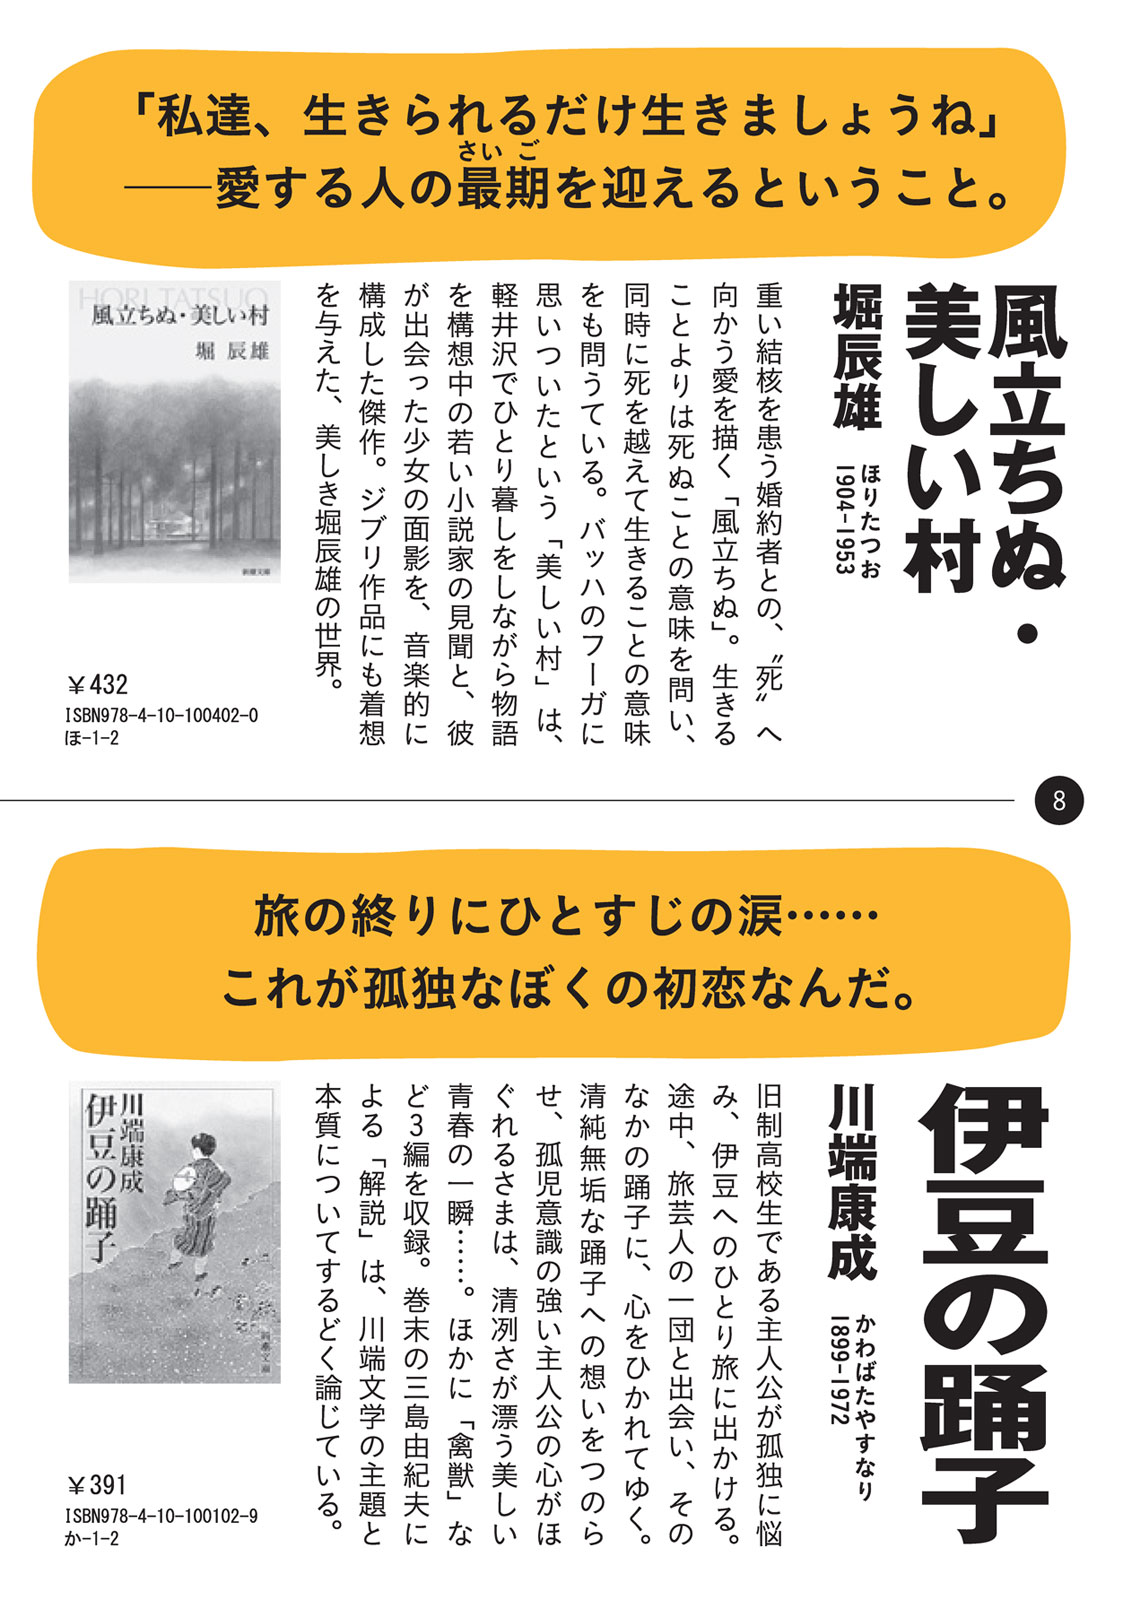 「私達、生きられるだけ生きましょうね」
さいご
——愛する人の最期を迎えるということ。
風立ちぬ・
美しい村
堀辰雄
ほりたつお
1904-1953
重い結核を患う婚約者との、〝死〟へ
向かう愛を描く「風立ちぬ」。生きる
ことよりは死ぬことの意味を問い、
同時に死を越えて生きることの意味
をも問うている。バッハのフーガに
思いついたという「美しい村」は、
軽井沢でひとり暮しをしながら物語
を構想中の若い小説家の見聞と、彼
が出会った少女の面影を、音楽的に
構成した傑作。ジブリ作品にも着想
を与えた、美しき堀辰雄の世界。
HORI TATSUO
風立ちぬ・美しい村
堀 辰雄
新潮文庫
￥432
ISBN978-4-10-100402-0
ほ-1-2
8
旅の終りにひとすじの涙……
これが孤独なぼくの初恋なんだ。
伊豆の踊子
川端康成
かわばたやすなり
1899-1972
旧制高校生である主人公が孤独に悩
み、伊豆へのひとり旅に出かける。
途中、旅芸人の一団と出会い、その
なかの踊子に、心をひかれてゆく。
清純無垢な踊子への想いをつのら
せ、孤児意識の強い主人公の心がほ
ぐれるさまは、清冽さが漂う美しい
青春の一瞬……。ほかに「禽獣」な
ど3編を収録。巻末の三島由紀夫に
よる「解説」は、川端文学の主題と
本質についてするどく論じている。
川端康成
伊豆の踊子
新潮文庫
￥391
ISBN978-4-10-100102-9
か-1-2